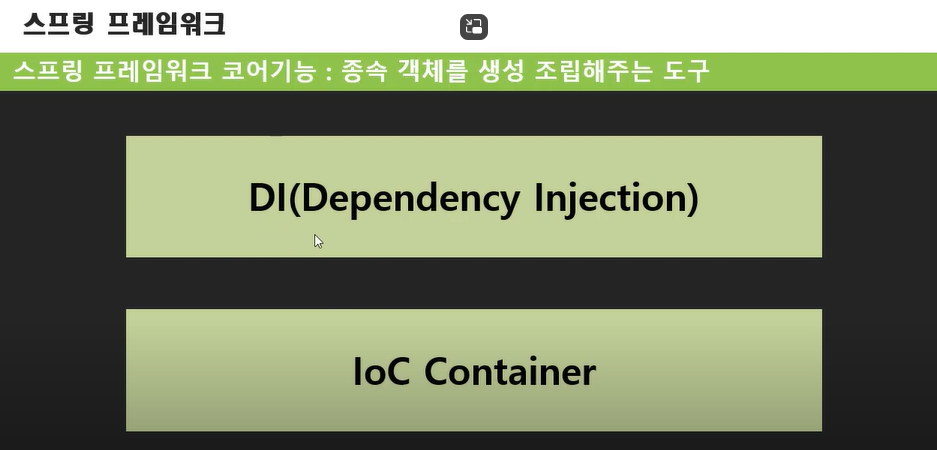 스프링 프레임워크
스프링 프레임워크 코어기능 : 종속 객체를 생성 조립해주는 도구
DI(Dependency Injection)
IoC Container